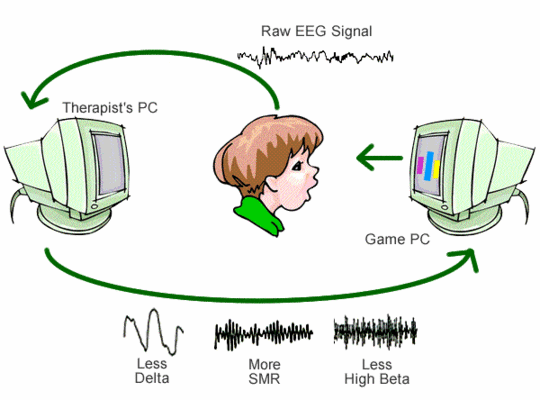 Raw EEG Signal
Therapist's PC
Game PC
Less
Delta
More
SMR
Less
High Beta